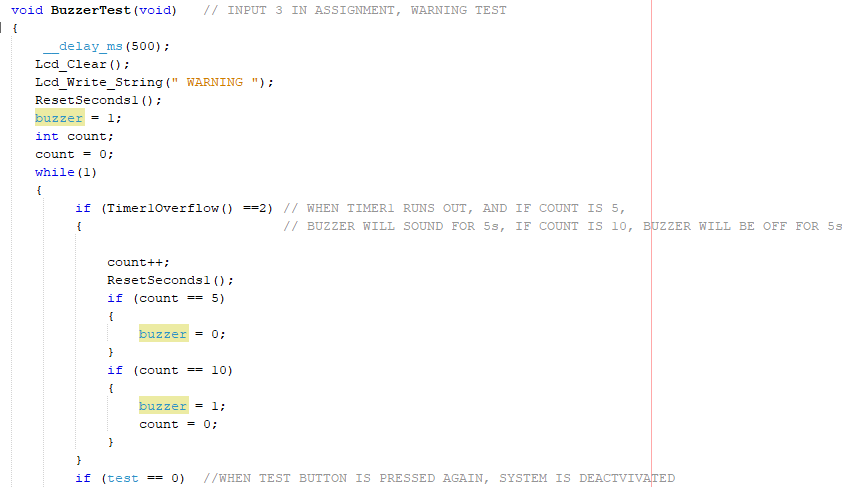 void BuzzerTest(void)   // INPUT 3 IN ASSIGNMENT, WARNING TEST
{
    __delay_ms(500);
   Lcd_Clear();
   Lcd_Write_String(" WARNING ");
   ResetSeconds1();
   buzzer = 1;
   int count;
   count = 0;
   while(1)
   {
        if (Timer1Overflow() ==2) // WHEN TIMER1 RUNS OUT, AND IF COUNT IS 5,
        {                         // BUZZER WILL SOUND FOR 5s, IF COUNT IS 10, BUZZER WILL BE OFF FOR 5s
            count++;
            ResetSeconds1();
            if (count == 5)
            {
                buzzer = 0;
            }
            if (count == 10)
            {
                buzzer = 1;
                count = 0;
            }
        }
        if (test == 0)  //WHEN TEST BUTTON IS PRESSED AGAIN, SYSTEM IS DEACTVIVATED